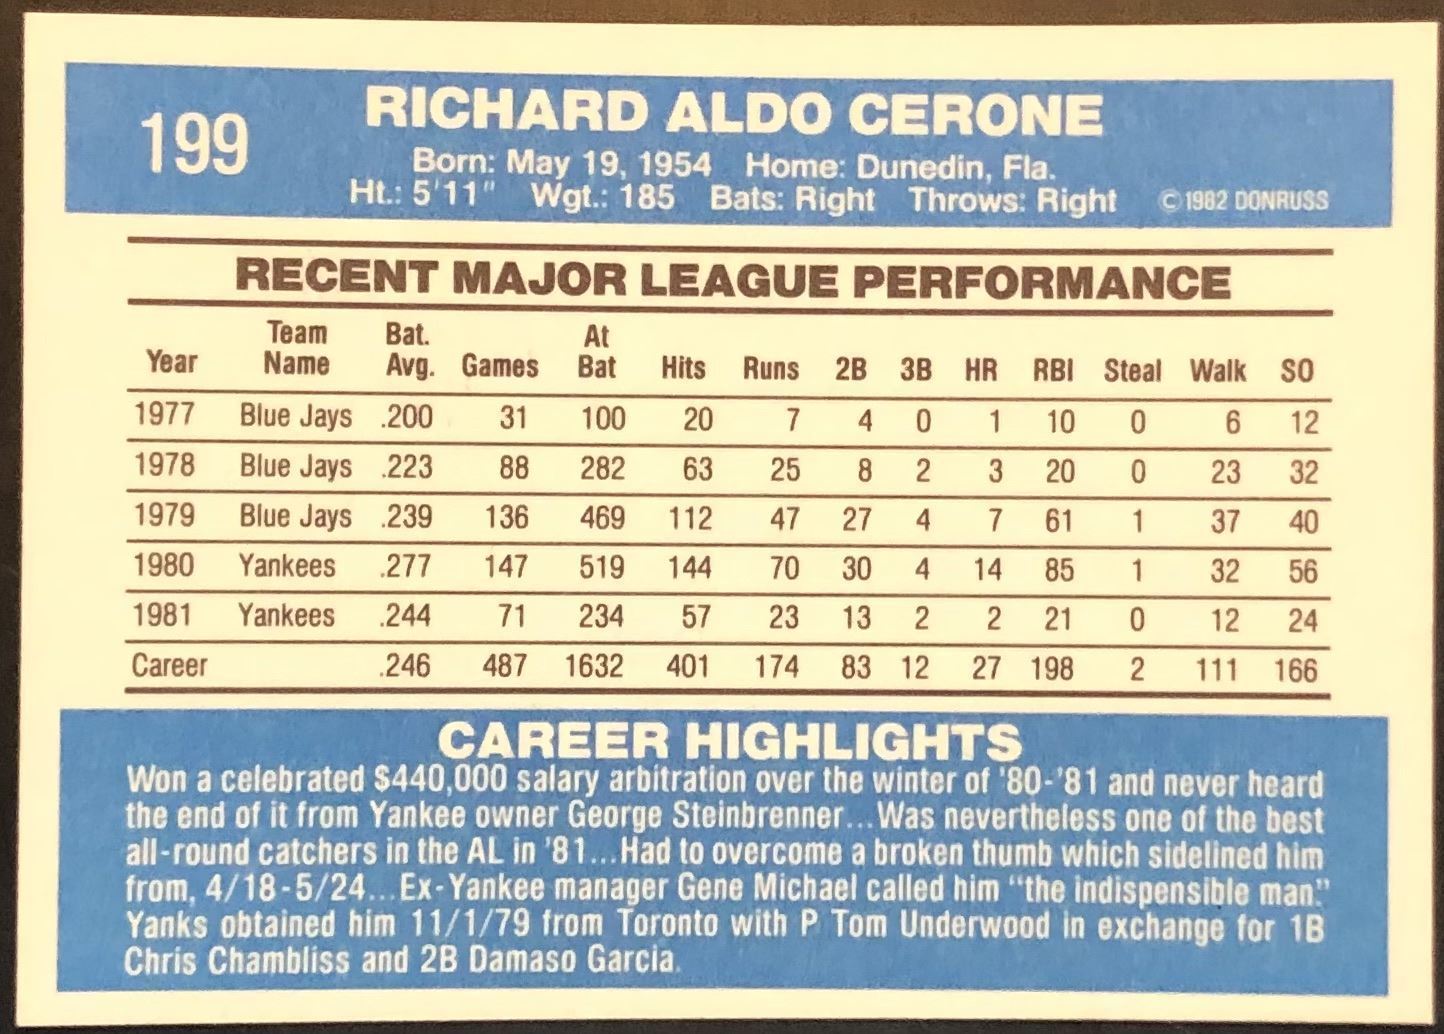 199
RICHARD ALDO CERONE
Born: May 19, 1954 Home: Dunedin, Fla.
Ht.: 5'11" Wgt.: 185 Bats: Right Throws: Right ©1982 DONRUSS
RECENT MAJOR LEAGUE PERFORMANCE
Year Team Name Bat. Avg. Games At Bat Hits Runs 2B 3B HR RBI Steal Walk SO
1977 Blue Jays .200 31 100 20 7 4 0 1 10 0 6 12
1978 Blue Jays .223 88 282 63 25 8 2 3 20 0 23 32
1979 Blue Jays .239 136 469 112 47 27 4 7 61 1 37 40
1980 Yankees .277 147 519 144 70 30 4 14 85 1 32 56
1981 Yankees .244 71 234 57 23 13 2 2 21 0 12 24
Career .246 487 1632 401 174 83 12 27 198 2 111 166
CAREER HIGHLIGHTS
Won a celebrated $440,000 salary arbitration over the winter of '80-'81 and never heard
the end of it from Yankee owner George Steinbrenner...Was nevertheless one of the best
all-round catchers in the AL in '81...Had to overcome a broken thumb which sidelined him
from, 4/18-5/24...Ex-Yankee manager Gene Michael called him "the indispensible man."
Yanks obtained him 11/1/79 from Toronto with P Tom Underwood in exchange for 1B
Chris Chambliss and 2B Damaso Garcia.